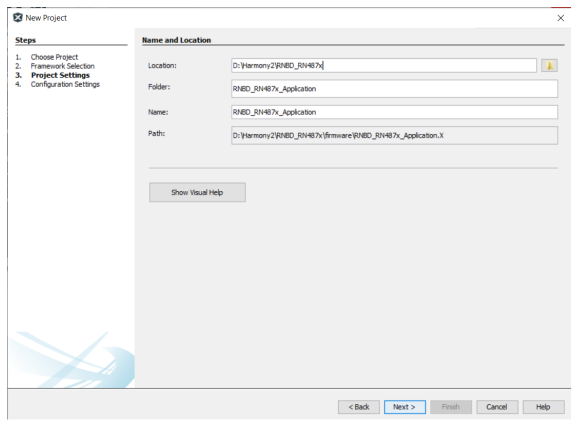 New Project
Steps
1. Choose Project
2. Framework Selection
3. Project Settings
4. Configuration Settings
Name and Location
Location: D:\Harmony2\RNBD_RN487x
Folder: RNBD_RN487x_Application
Name: RNBD_RN487x_Application
Path: D:\Harmony2\RNBD_RN487x\firmware\RNBD_RN487x_Application.X
Show Visual Help
< Back Next > Finish Cancel Help